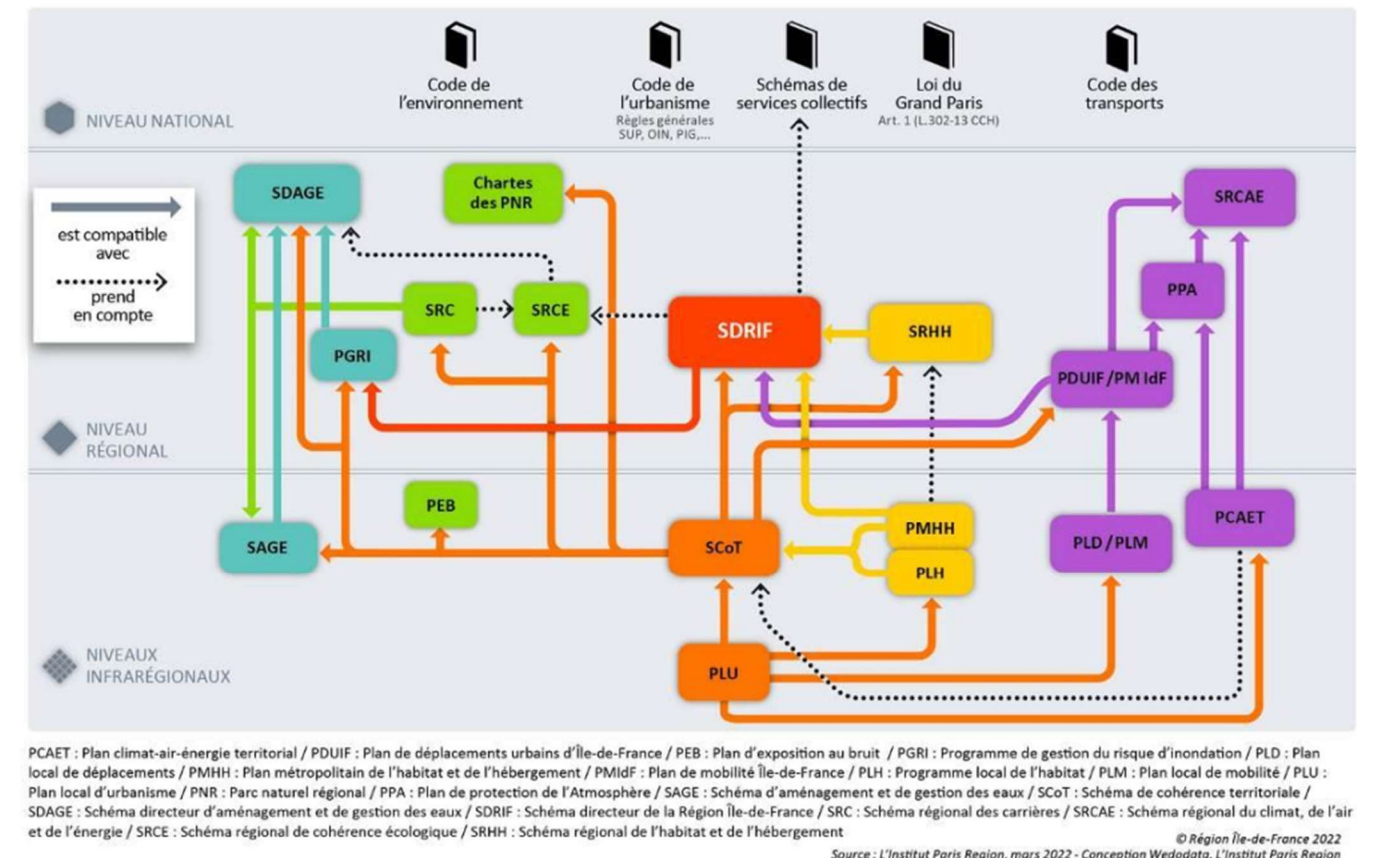 Code de
l'environnement
Code de
l'urbanisme
Règles générales
SUP, OIN, PIG,...
Schémas de
services collectifs
Loi du
Grand Paris
Art. 1 (L.302-13 CCH)
Code des
transports
NIVEAU NATIONAL
SDAGE
Chartes
des PNR
SRCAE
est compatible
avec
prend
en compte
PPA
SRC
SRCE
SDRIF
SRHH
PGRI
PDUIF/PM IdF
NIVEAU
RÉGIONAL
PEB
SAGE
SCoT
PMHH
PLH
PLD/PLM
PCAET
NIVEAUX
INFRARÉGIONAUX
PLU
PCAET : Plan climat-air-énergie territorial / PDUIF : Plan de déplacements urbains d'Île-de-France / PEB : Plan d'exposition au bruit / PGRI : Programme de gestion du risque d'inondation / PLD : Plan
local de déplacements / PMHH : Plan métropolitain de l'habitat et de l'hébergement / PMIdF : Plan de mobilité Île-de-France / PLH : Programme local de l'habitat / PLM : Plan local de mobilité / PLU :
Plan local d'urbanisme / PNR : Parc naturel régional / PPA : Plan de protection de l'Atmosphère / SAGE : Schéma d'aménagement et de gestion des eaux / SCoT : Schéma de cohérence territoriale /
SDAGE : Schéma directeur d'aménagement et de gestion des eaux / SDRIF : Schéma directeur de la Région Île-de-France / SRC : Schéma régional des carrières / SRCAE : Schéma régional du climat, de l'air
et de l'énergie / SRCE : Schéma régional de cohérence écologique / SRHH : Schéma régional de l'habitat et de l'hébergement
© Région Île-de-France 2022
Source : L'Institut Paris Region, mars 2022 - Conception Wedodata, L'Institut Paris Region